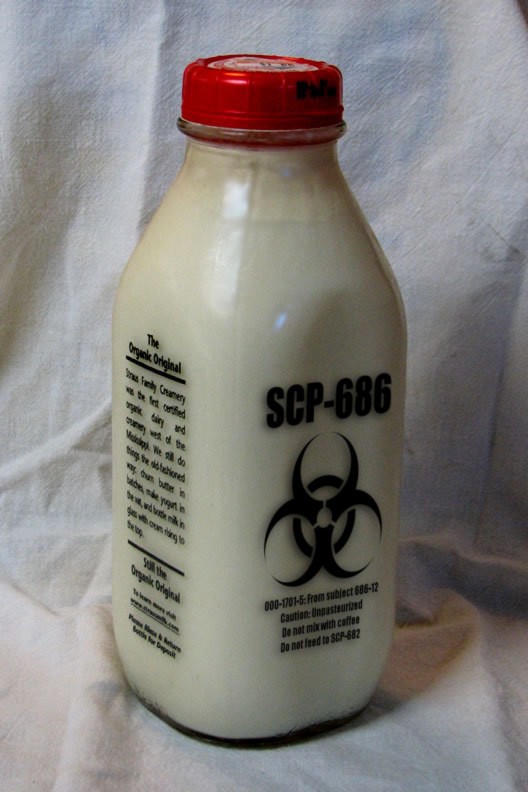 The
Organic Original
Straus Family Creamery
was the first certified
organic dairy and
creamery west of the
Mississippi. We still do
things the old-fashioned
way: churn butter in
batches, make yogurt in
the vat, and bottle milk in
glass with cream rising to
the top.
Still the
Organic Original
To learn more visit
www.strausmilk.com
Please Rinse & Return
Bottle for Deposit
SCP-686
000-1701-5: From subject 686-12
Caution: Unpasteurized
Do not mix with coffee
Do not feed to SCP-682